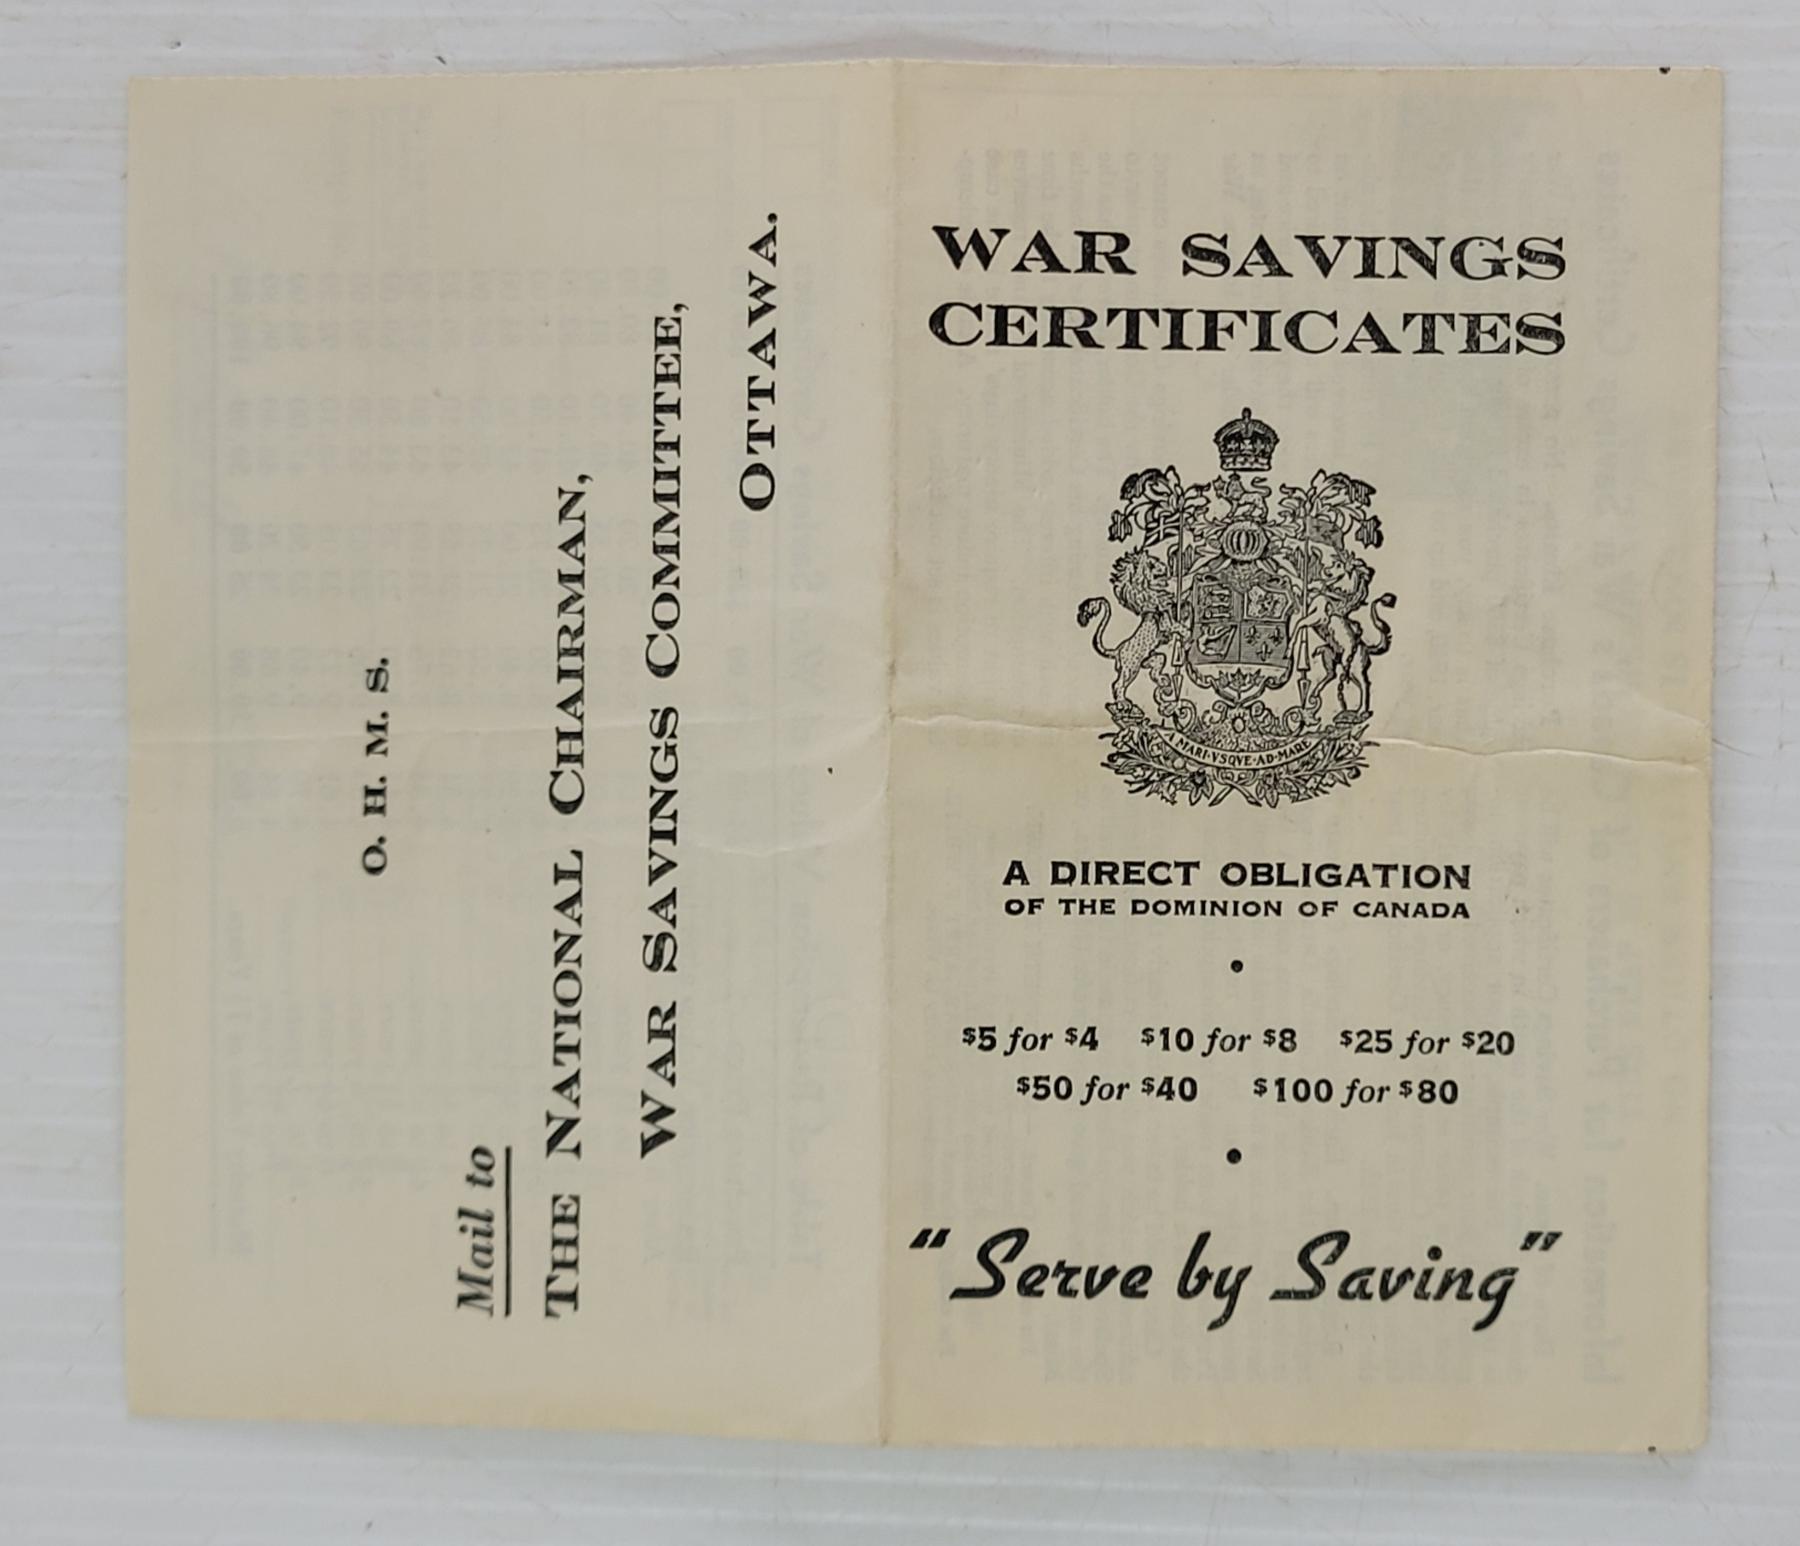 O. H. M. S.
Mail to
THE NATIONAL CHAIRMAN,
WAR SAVINGS COMMITTEE,
OTTAWA.
WAR SAVINGS
CERTIFICATES
A MARI·VSQVE·AD·MARE
A DIRECT OBLIGATION
OF THE DOMINION OF CANADA
•
$5 for $4 $10 for $8 $25 for $20
$50 for $40 $100 for $80
•
"Serve by Saving"